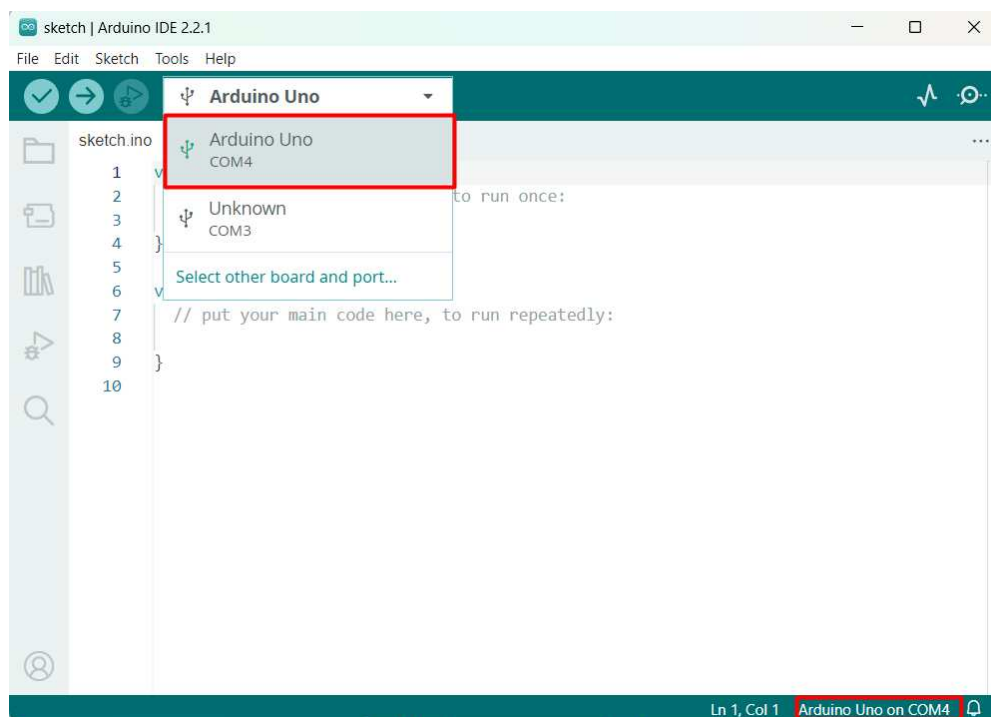 sketch | Arduino IDE 2.2.1
File Edit Sketch Tools Help
Arduino Uno
sketch.ino
Arduino Uno
COM4
Unknown
COM3
Select other board and port...
1 v
2 to run once:
3
4 }
5
6 v
7 // put your main code here, to run repeatedly:
8
9 }
10
Ln 1, Col 1 Arduino Uno on COM4